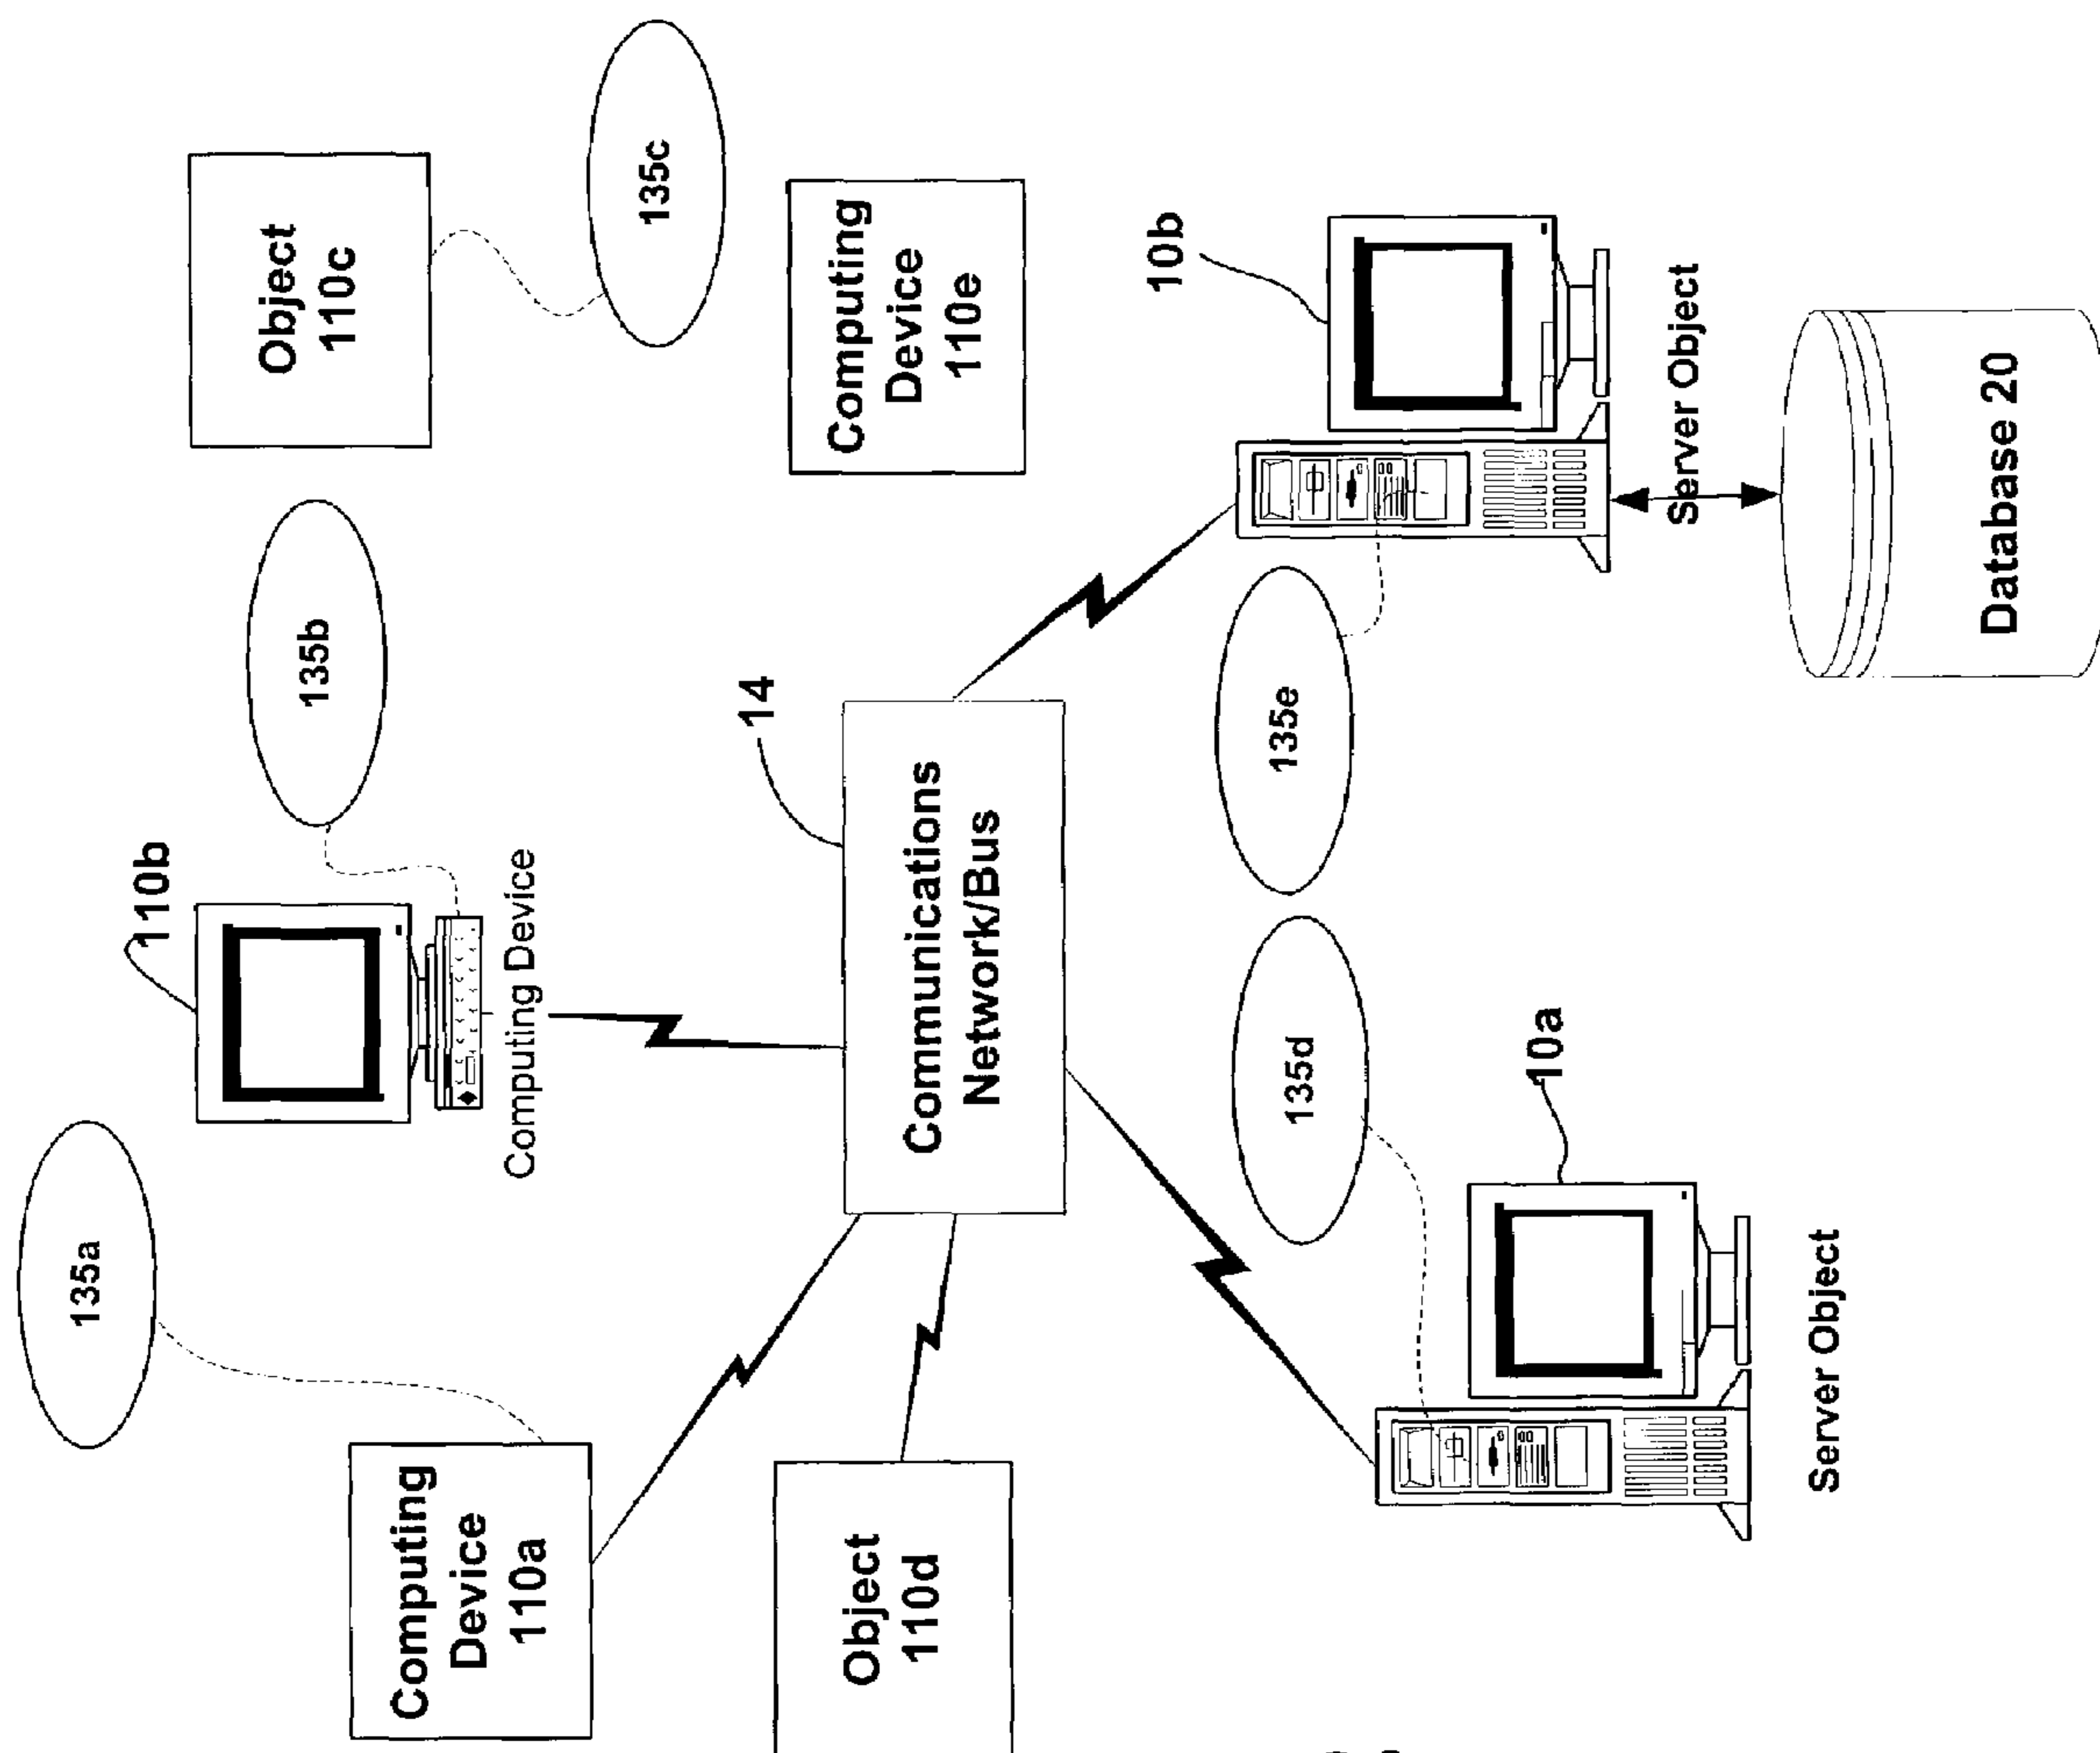 135a
Computing
Device
110a
110b
Computing Device
135b
Object
110c
135c
Object
110d
14
Communications
Network/Bus
Computing
Device
110e
135d
10a
Server Object
135e
10b
Server Object
Database 20